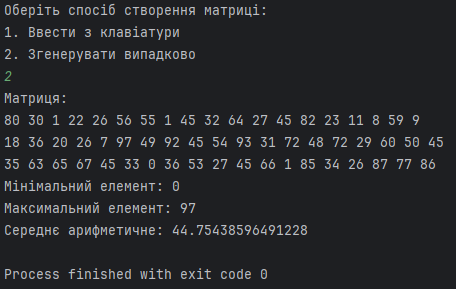 Оберіть спосіб створення матриці:
1. Ввести з клавіатури
2. Згенерувати випадково
2
Матриця:
80 30 1 22 26 56 55 1 45 32 64 27 45 82 23 11 8 59 9
18 36 20 26 7 97 49 92 45 54 93 31 72 48 72 29 60 50 45
35 63 65 67 45 33 0 36 53 27 45 66 1 85 34 26 87 77 86
Мінімальний елемент: 0
Максимальний елемент: 97
Середнє арифметичне: 44.75438596491228
Process finished with exit code 0